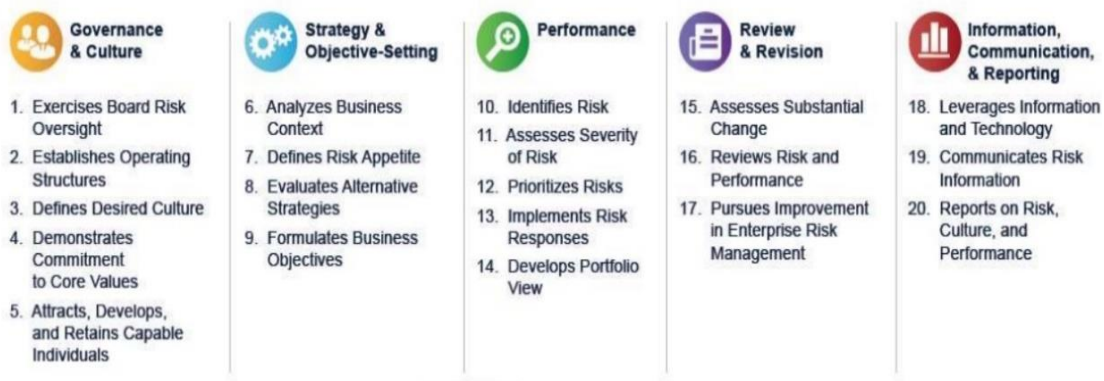 Governance
& Culture
1. Exercises Board Risk
Oversight
2. Establishes Operating
Structures
3. Defines Desired Culture
4. Demonstrates
Commitment
to Core Values
5. Attracts, Develops,
and Retains Capable
Individuals
Strategy &
Objective-Setting
6. Analyzes Business
Context
7. Defines Risk Appetite
8. Evaluates Alternative
Strategies
9. Formulates Business
Objectives
Performance
10. Identifies Risk
11. Assesses Severity
of Risk
12. Prioritizes Risks
13. Implements Risk
Responses
14. Develops Portfolio
View
Review
& Revision
15. Assesses Substantial
Change
16. Reviews Risk and
Performance
17. Pursues Improvement
in Enterprise Risk
Management
Information,
Communication,
& Reporting
18. Leverages Information
and Technology
19. Communicates Risk
Information
20. Reports on Risk,
Culture, and
Performance